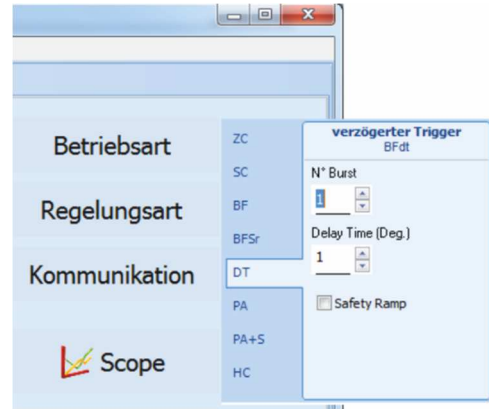 Betriebsart
Regelungsart
Kommunikation
Scope
ZC
SC
BF
BFSr
DT
PA
PA+S
HC
verzögerter Trigger
BFdt
N° Burst
1
Delay Time (Deg.)
1
Safety Ramp